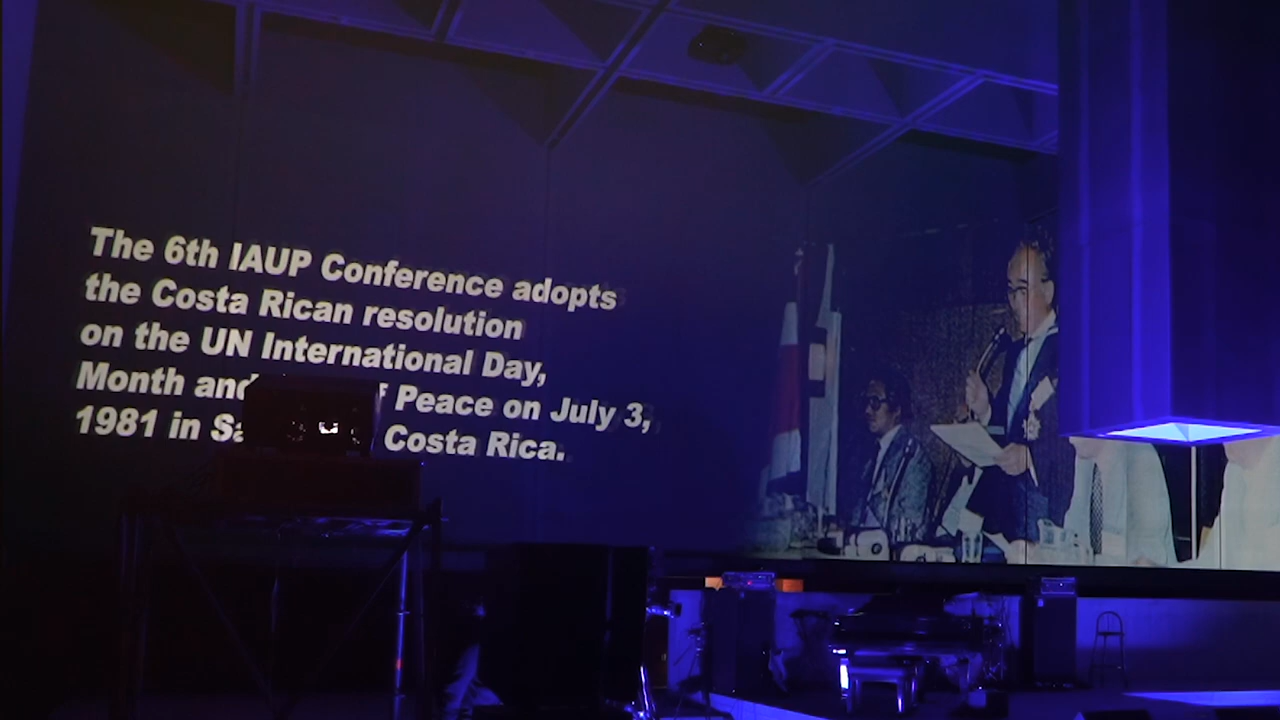 The 6th IAUP Conference adopts
the Costa Rican resolution
on the UN International Day,
Month and Peace on July 3,
1981 in Costa Rica.